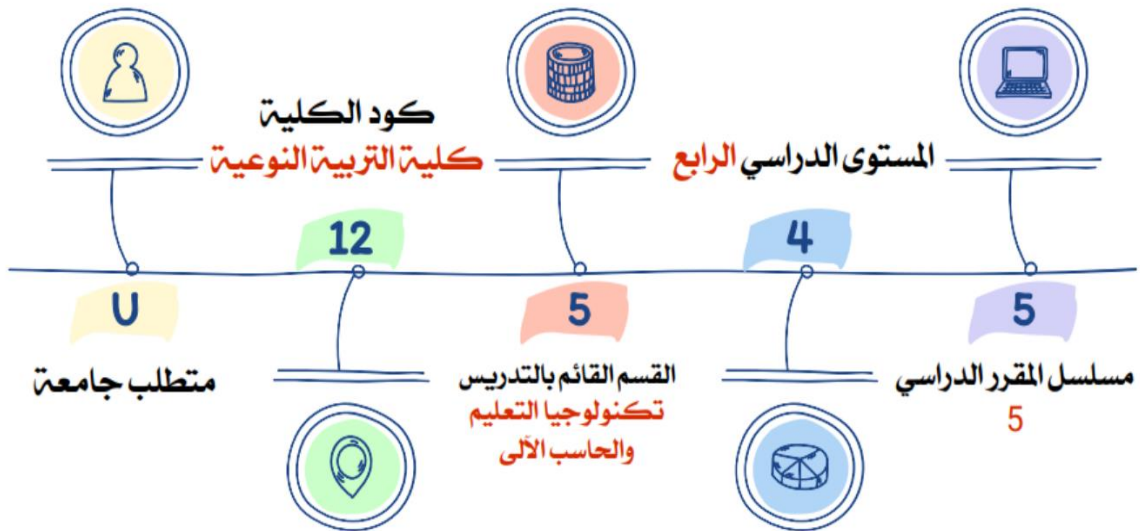 كود الكلية
كلية التربية النوعية
المستوى الدراسي الرابع
U
12
5
4
5
متطلب جامعة
القسم القائم بالتدريس
تكنولوجيا التعليم
والحاسب الآلى
مسلسل المقرر الدراسي
5